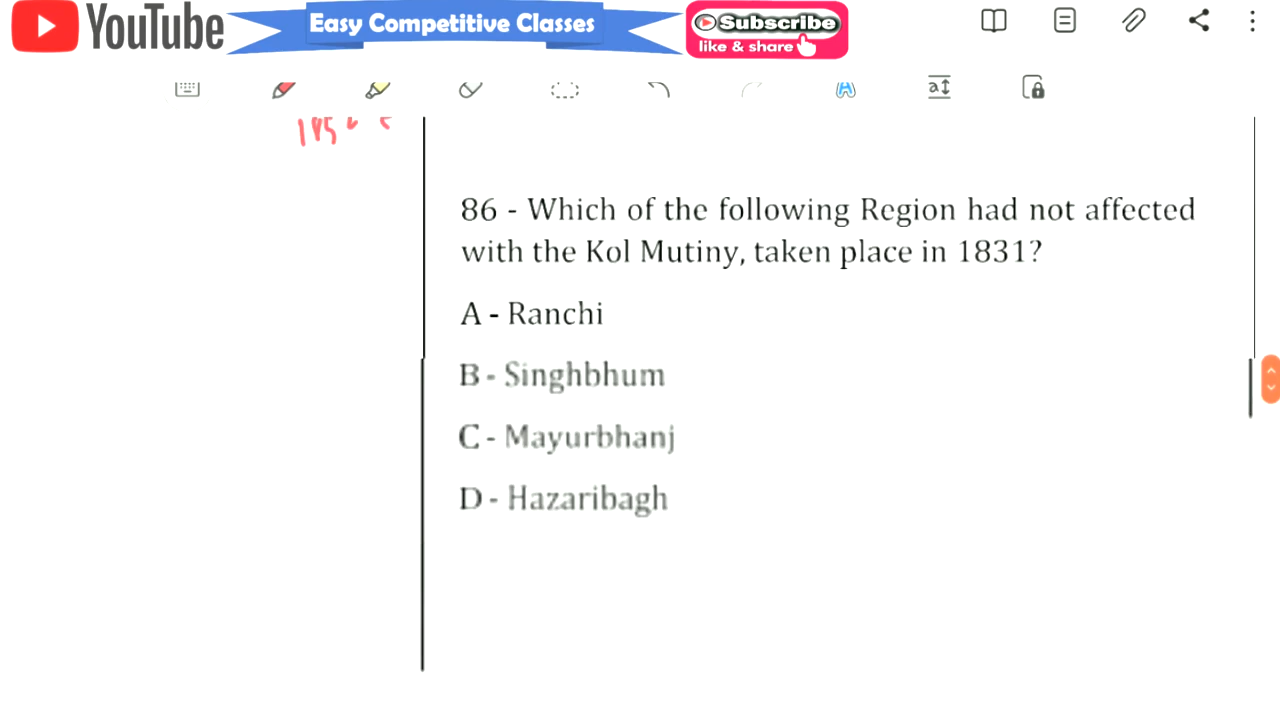 YouTube
Easy Competitive Classes
Subscribe
like & share
86 - Which of the following Region had not affected
with the Kol Mutiny, taken place in 1831?
A - Ranchi
B - Singhbhum
C - Mayurbhanj
D - Hazaribagh